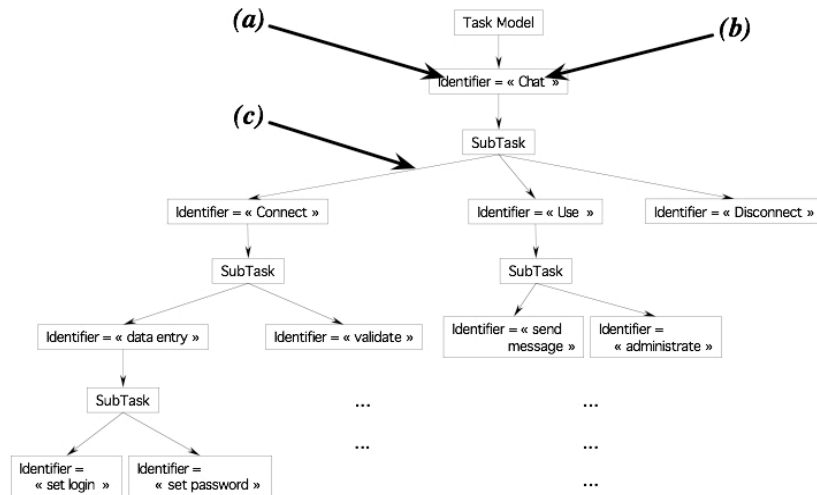 (a)
Task Model
(b)
Identifier = « Chat »
(c)
SubTask
Identifier = « Connect »
Identifier = « Use »
Identifier = « Disconnect »
SubTask
SubTask
Identifier = « data entry »
Identifier = « validate »
Identifier = « send
message »
Identifier =
« administrate »
SubTask
...
...
...
...
Identifier =
« set login »
Identifier =
« set password »
...